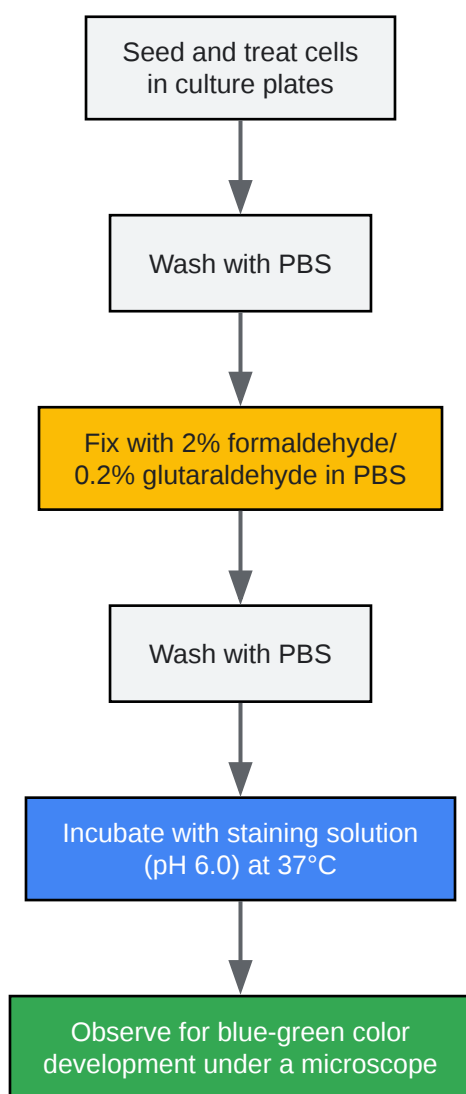 Seed and treat cells
in culture plates
Wash with PBS
Fix with 2% formaldehyde/
0.2% glutaraldehyde in PBS
Wash with PBS
Incubate with staining solution
(pH 6.0) at 37°C
Observe for blue-green color
development under a microscope